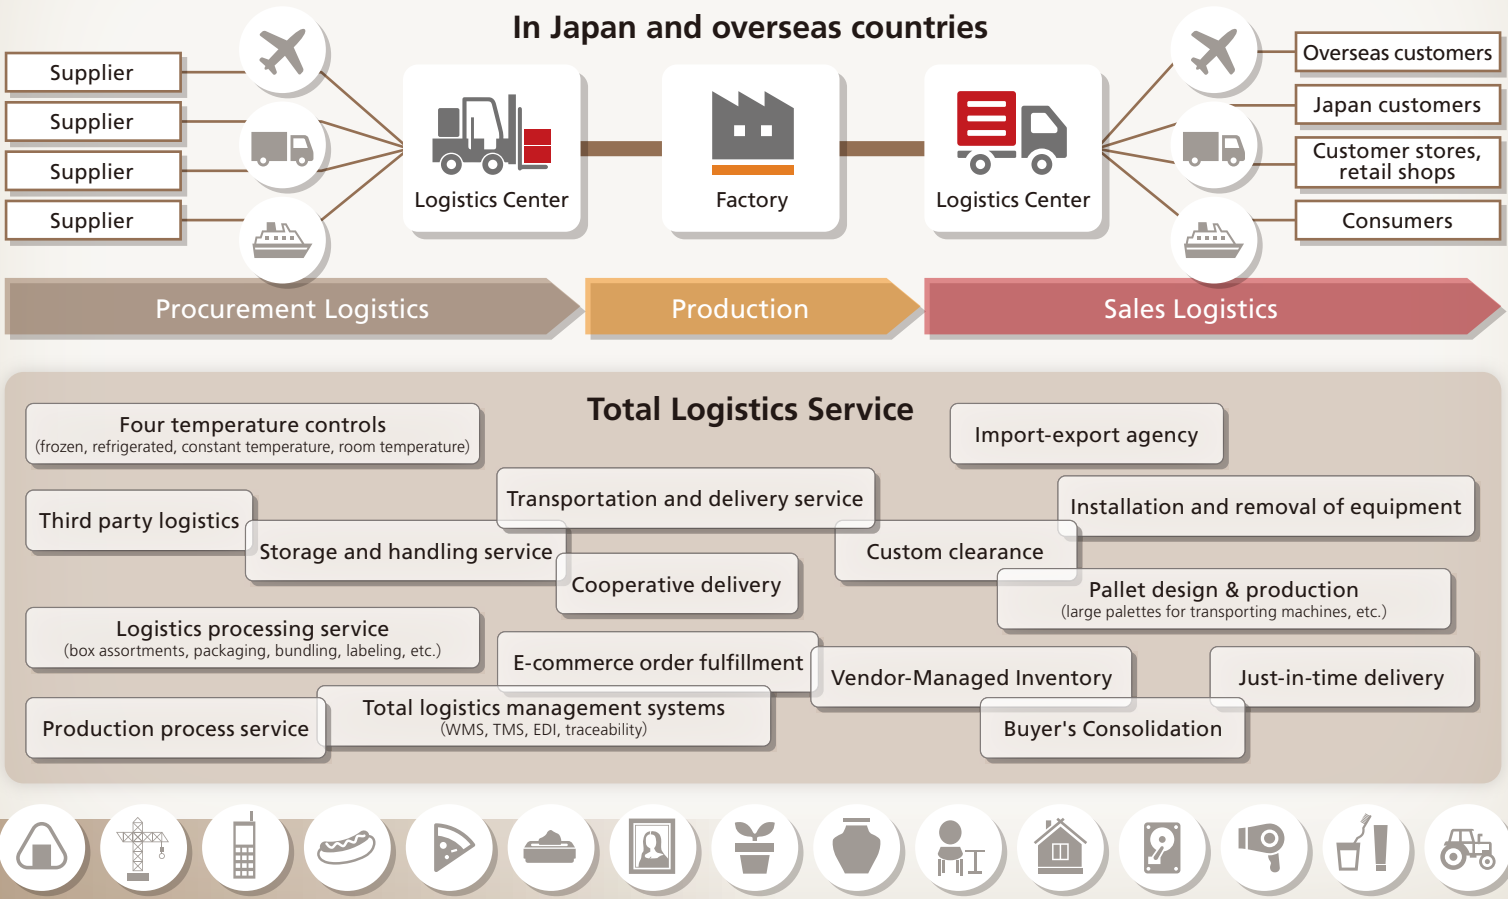 In Japan and overseas countries
Supplier
Supplier
Supplier
Supplier
Logistics Center
Factory
Logistics Center
Overseas customers
Japan customers
Customer stores,
retail shops
Consumers
Procurement Logistics
Production
Sales Logistics
Total Logistics Service
Four temperature controls
(frozen, refrigerated, constant temperature, room temperature)
Import-export agency
Third party logistics
Transportation and delivery service
Installation and removal of equipment
Storage and handling service
Custom clearance
Cooperative delivery
Pallet design & production
(large palettes for transporting machines, etc.)
Logistics processing service
(box assortments, packaging, bundling, labeling, etc.)
E-commerce order fulfillment
Vendor-Managed Inventory
Just-in-time delivery
Production process service
Total logistics management systems
(WMS, TMS, EDI, traceability)
Buyer's Consolidation